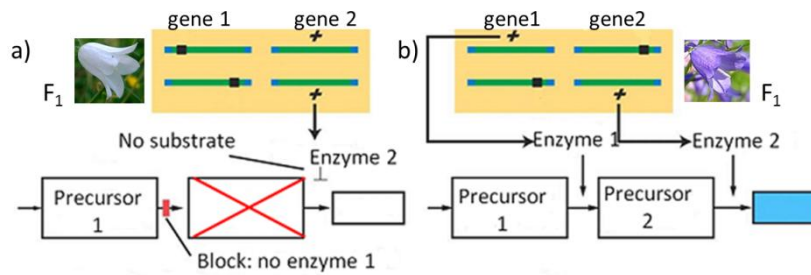 gene 1 gene 2
a)
F1
+
+
No substrate
Enzyme 2
Precursor
1
Block: no enzyme 1
gene1 gene2
b)
F1
+
+
Enzyme 1 Enzyme 2
Precursor
1
Precursor
2